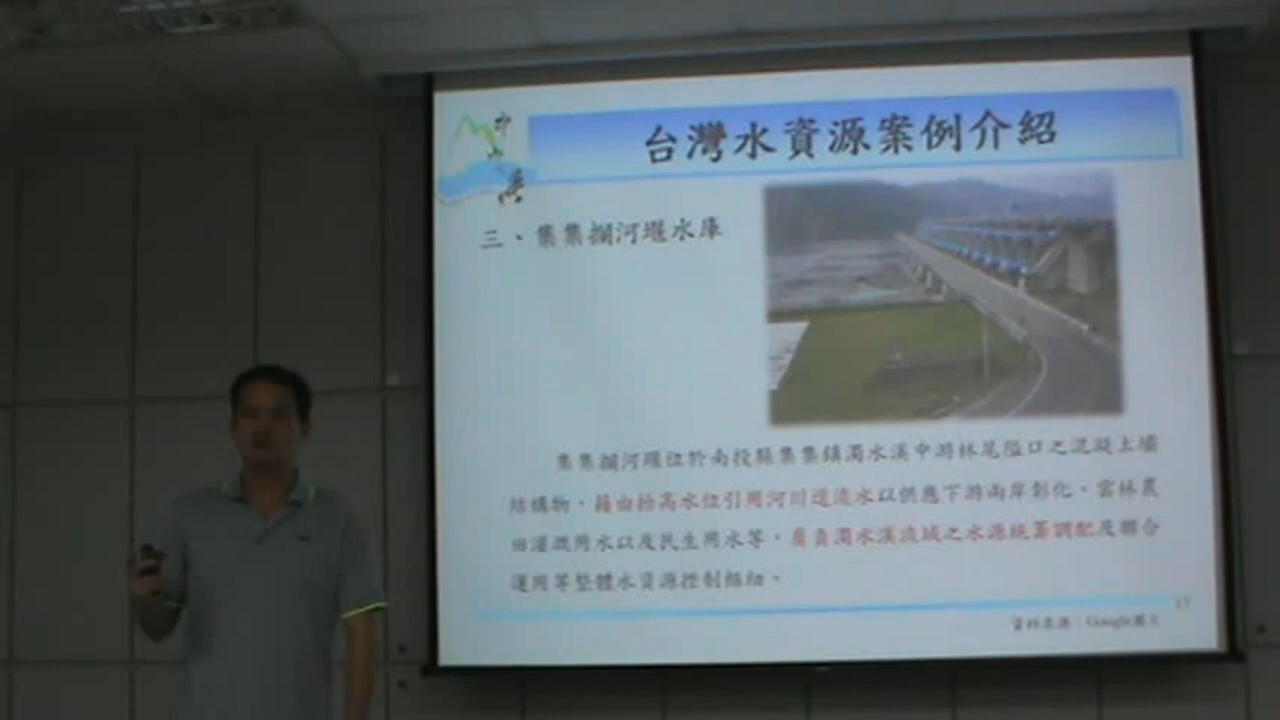 台灣水資源案例介紹
三、集集攔河堰水庫
集集攔河堰位於南投縣集集鎮濁水溪中游林尾隘口之混凝土壩
結構物，藉由抬高水位引用河川逕流水以供應下游兩岸彰化、雲林農
田灌溉用水以及民生用水等，肩負濁水溪流域之水源統籌調配及聯合
運用等整體水資源控制樞紐。
17
資料來源：Google圖片